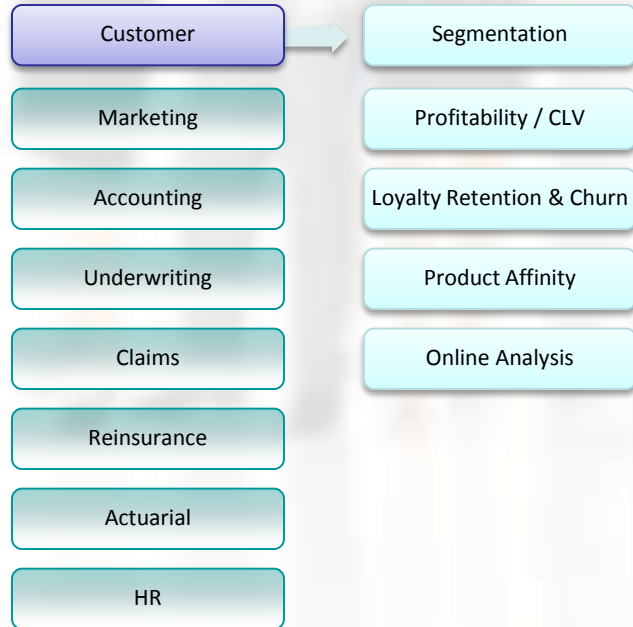 Customer
Marketing
Accounting
Underwriting
Claims
Reinsurance
Actuarial
HR
Segmentation
Profitability / CLV
Loyalty Retention & Churn
Product Affinity
Online Analysis